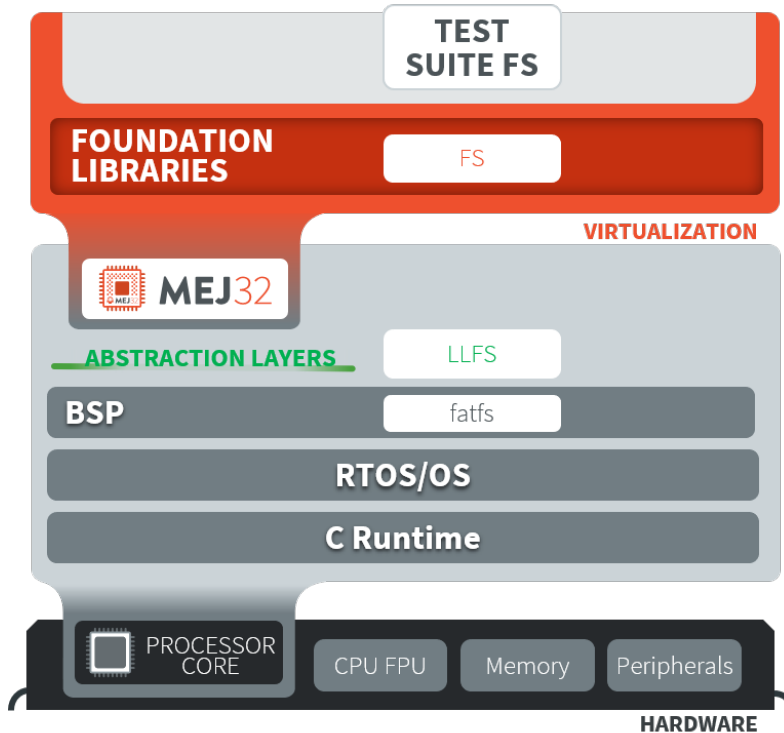 TEST
SUITE FS
FOUNDATION
LIBRARIES
FS
VIRTUALIZATION
MEJ32
MEJ32
ABSTRACTION LAYERS
LLFS
BSP
fatfs
RTOS/OS
C Runtime
PROCESSOR
CORE
CPU FPU
Memory
Peripherals
HARDWARE